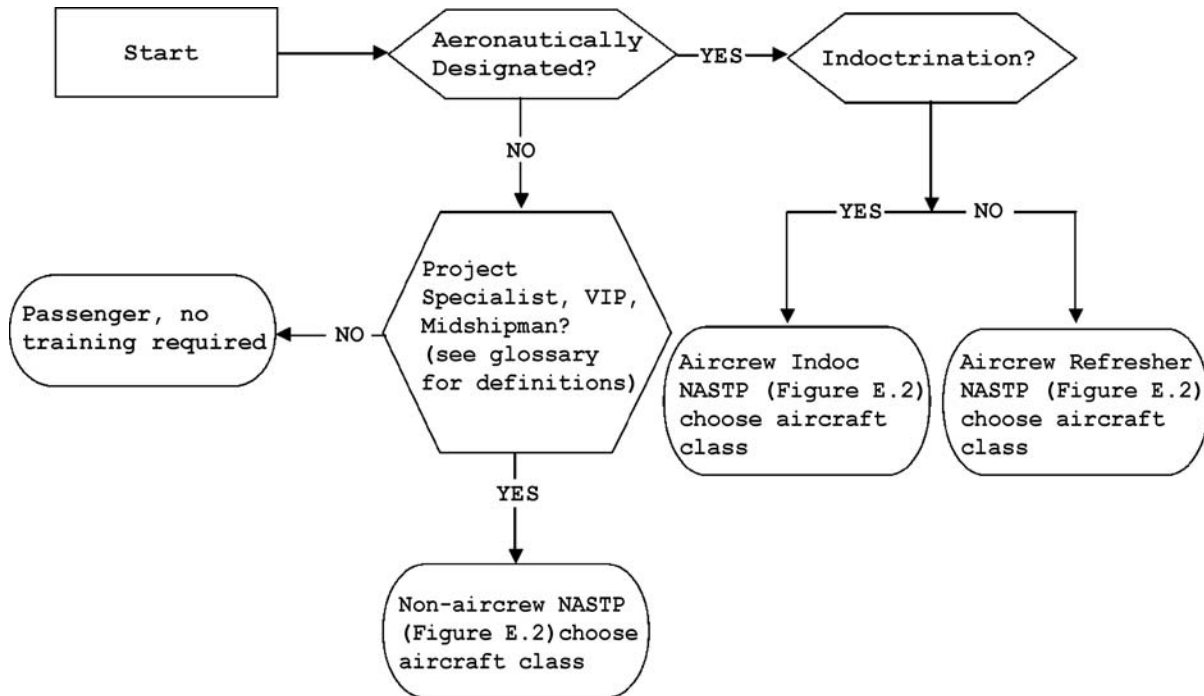 Start
Aeronautically
Designated?
YES
Indoctrination?
NO
YES
NO
Project
Specialist, VIP,
Midshipman?
(see glossary
for definitions)
NO
Passenger, no
training required
Aircrew Indoc
NASTP (Figure E.2)
choose aircraft
class
Aircrew Refresher
NASTP (Figure E.2)
choose aircraft
class
YES
Non-aircrew NASTP
(Figure E.2)choose
aircraft class